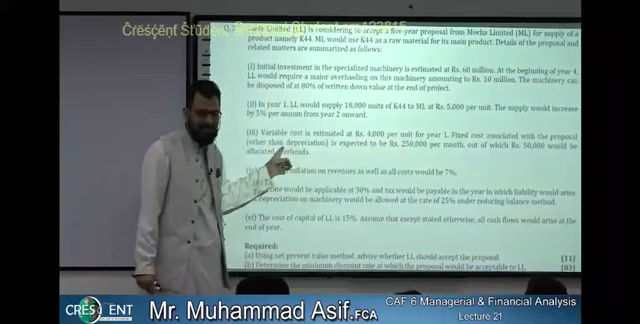 Črësçëņť Šťüdëņť
Limited (LL) is considering to accept a five-year proposal from Mocha Limited (ML) for supply of a
product namely K44. ML would use K44 as a raw material for its main product. Details of the proposal and
related matters are summarized as follows:
(i) Initial investment in the specialized machinery is estimated at Rs. 60 million. At the beginning of year 4,
LL would require a major overhauling on this machinery amounting to Rs. 10 million. The machinery can
be disposed of at 80% of written down value at the end of project.
(ii) In year 1, LL would supply 18,000 units of K44 to ML at Rs. 5,000 per unit. The supply would increase
by 5% per annum from year 2 onward.
(iii) Variable cost is estimated at Rs. 4,000 per unit for year 1. Fixed cost associated with the proposal
(other than depreciation) is expected to be Rs. 250,000 per month, out of which Rs. 50,000 would be
allocated overheads.
inflation on revenues as well as all costs would be 7%.
rate would be applicable at 30% and tax would be payable in the year in which liability would arise.
depreciation on machinery would be allowed at the rate of 25% under reducing balance method.
(vi) The cost of capital of LL is 15%. Assume that except stated otherwise, all cash flows would arise at the
end of year.
Required:
(a) Using net present value method, advise whether LL should accept the proposal. (11)
(b) Determine the minimum discount rate at which the proposal would be acceptable to LL. (03)
CRESCENT
Mr. Muhammad Asif.FCA
CAF 6 Managerial & Financial Analysis
Lecture 21